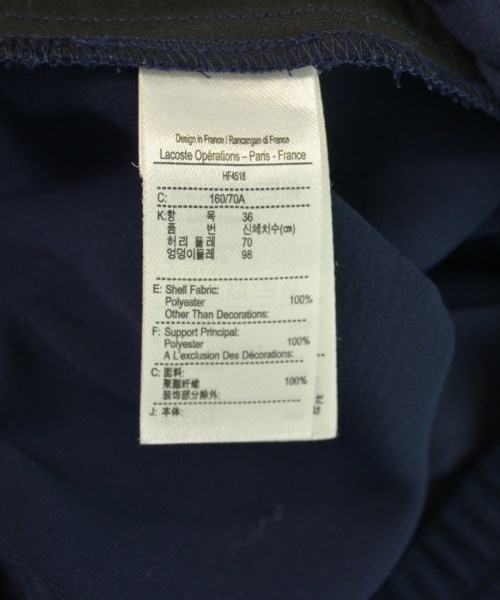 Design in France / Rancangan di France
Lacoste Opérations – Paris - France
HF4518
C: 160/70A
K:항 목 36
품 번 신체치수(㎝)
허리 둘레 70
엉덩이둘레 98
E: Shell Fabric:
Polyester 100%
Other Than Decorations:
F: Support Principal:
Polyester 100%
A L'exclusion Des Décorations:
C: 面料:
聚酯纤维 100%
装饰部分除外:
J: 本体: